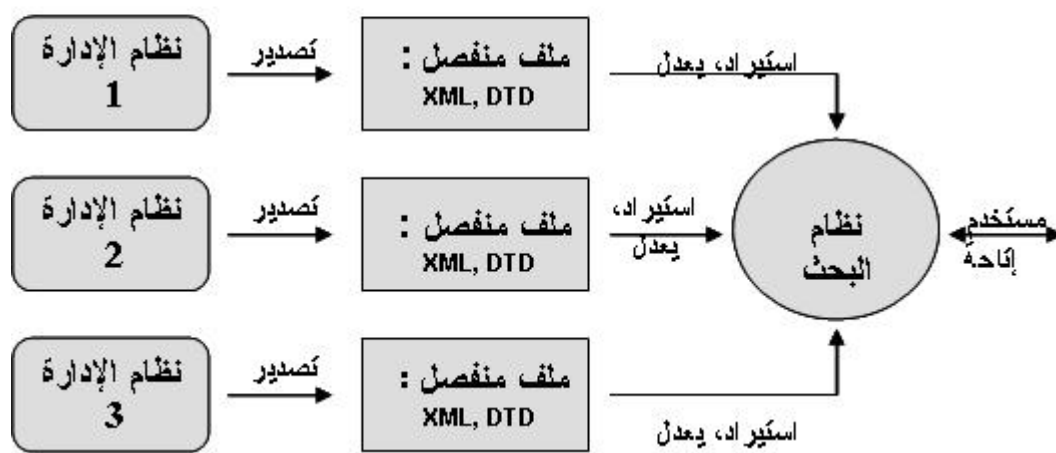 نظام الإدارة
1
تصدير
ملف منفصل :
XML, DTD
استيراد، يعدل
نظام الإدارة
2
تصدير
ملف منفصل :
XML, DTD
استيراد،
يعدل
نظام
البحث
مستخدم
إتاحة
نظام الإدارة
3
تصدير
ملف منفصل :
XML, DTD
استيراد، يعدل